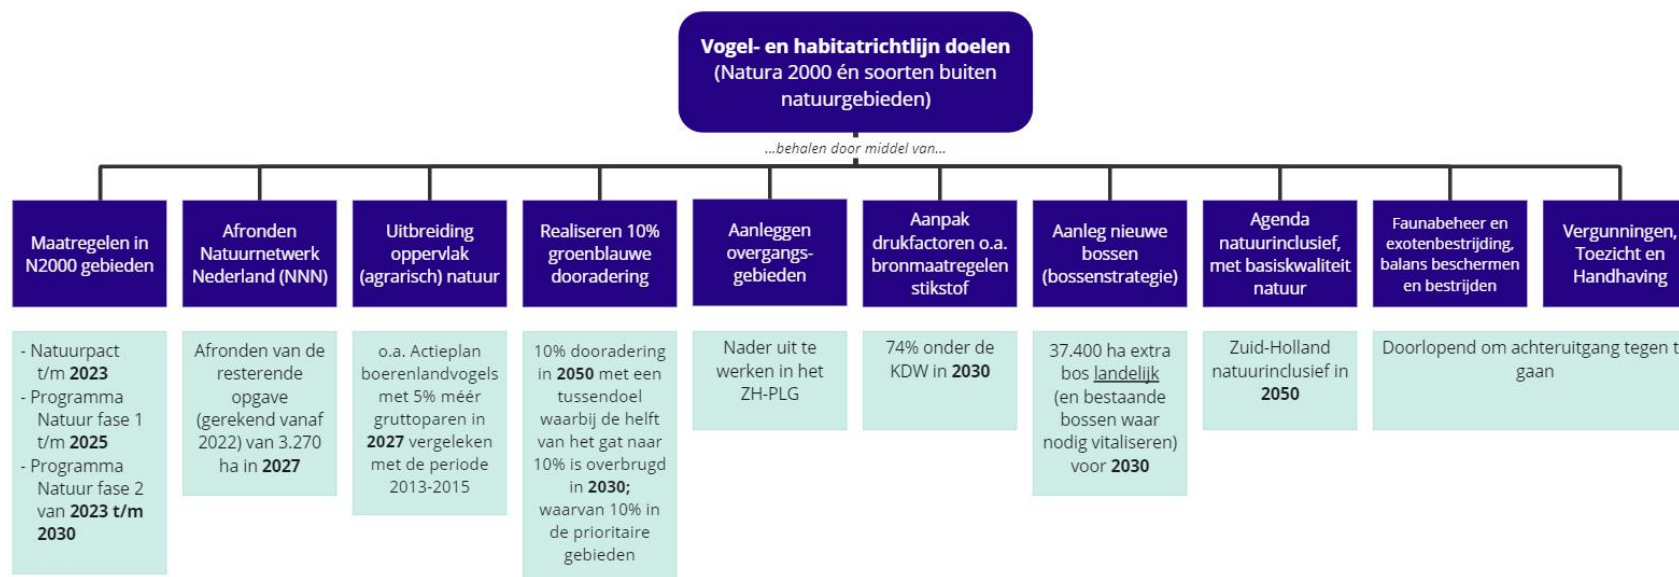 Vogel- en habitatrichtlijn doelen
(Natura 2000 én soorten buiten
natuurgebieden)
...behalen door middel van...
Maatregelen in
N2000 gebieden
Afronden
Natuurnetwerk
Nederland (NNN)
Uitbreiding
oppervlak
(agrarisch) natuur
Realiseren 10%
groenblauwe
dooradering
Aanleggen
overgangs-
gebieden
Aanpak
drukfactoren o.a.
bronmaatregelen
stikstof
Aanleg nieuwe
bossen
(bossenstrategie)
Agenda
natuurinclusief,
met basiskwaliteit
natuur
Faunabeheer en
exotenbestrijding,
balans beschermen
en bestrijden
Vergunningen,
Toezicht en
Handhaving
- Natuurpact
t/m 2023
- Programma
Natuur fase 1
t/m 2025
- Programma
Natuur fase 2
van 2023 t/m
2030
Afronden van de
resterende
opgave
(gerekend vanaf
2022) van 3.270
ha in 2027
o.a. Actieplan
boerenlandvogels
met 5% méér
gruttoparen in
2027 vergeleken
met de periode
2013-2015
10% dooradering
in 2050 met een
tussendoel
waarbij de helft
van het gat naar
10% is overbrugd
in 2030;
waarvan 10% in
de prioritaire
gebieden
Nader uit te
werken in het
ZH-PLG
74% onder de
KDW in 2030
37.400 ha extra
bos landelijk
(en bestaande
bossen waar
nodig vitaliseren)
voor 2030
Zuid-Holland
natuurinclusief in
2050
Doorlopend om achteruitgang tegen
gaan